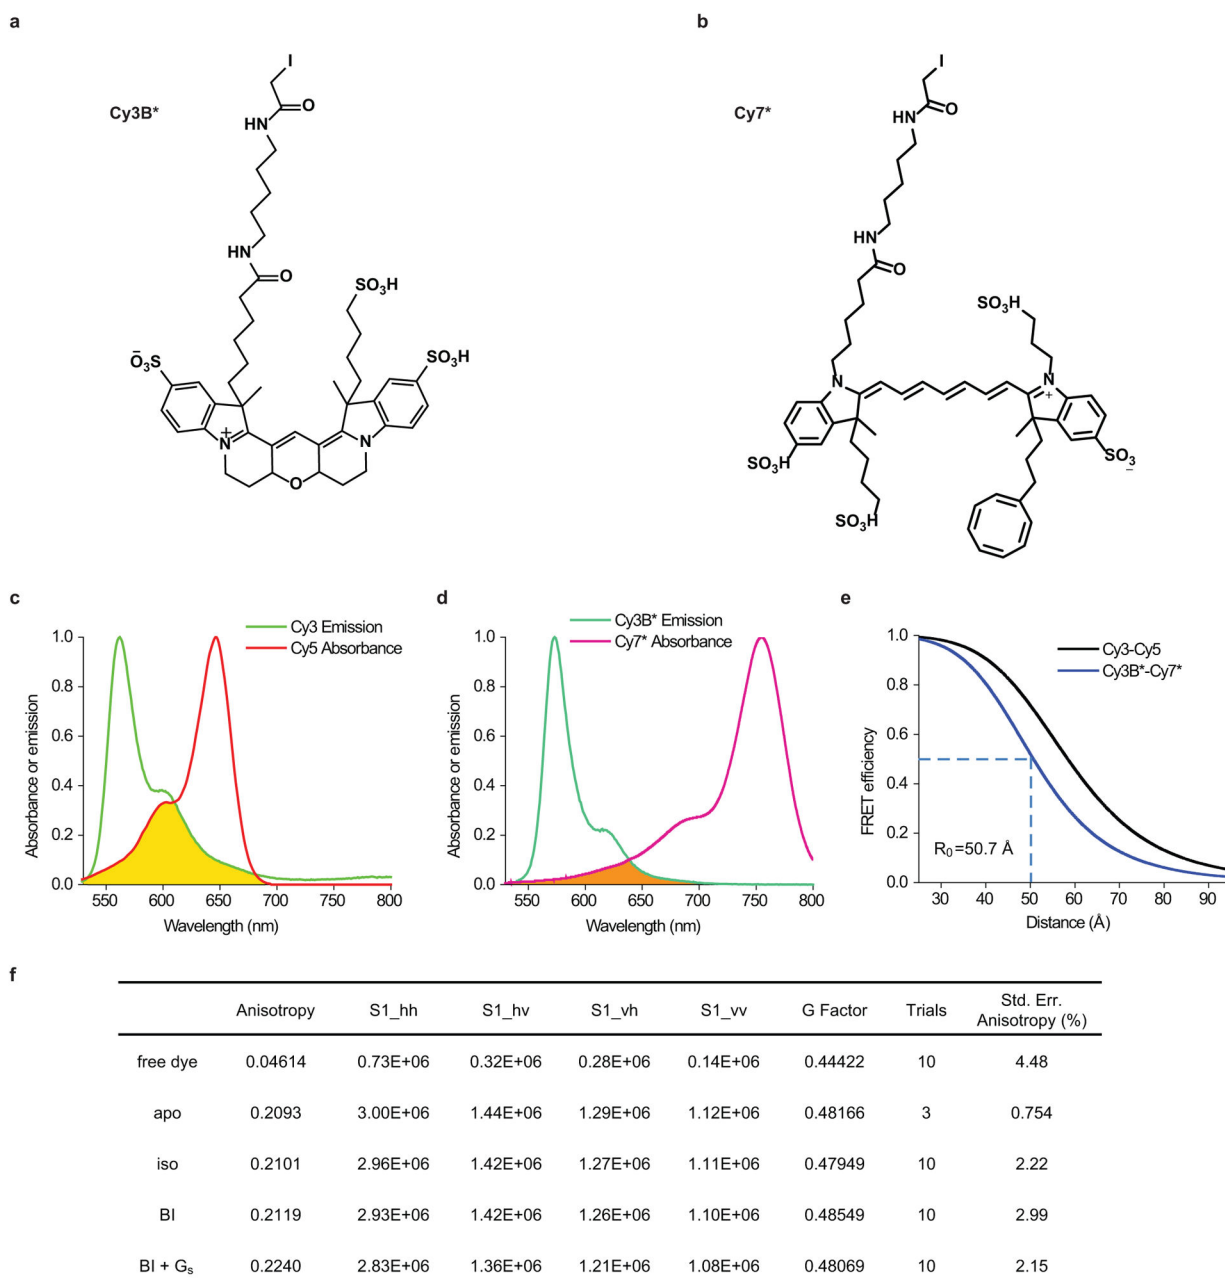 a
b
Cy3B*
I
O
HN
HN
O
SO₃H
O̅₃S
SO₃H
N
+
N
O
Cy7*
I
O
HN
HN
O
SO₃H
N
N
+
SO₃H
SO₃
−
SO₃H
c
Cy3 Emission
Cy5 Absorbance
Absorbance or emission
1.0
0.8
0.6
0.4
0.2
0.0
550 600 650 700 750 800
Wavelength (nm)
d
Cy3B* Emission
Cy7* Absorbance
Absorbance or emission
1.0
0.8
0.6
0.4
0.2
0.0
550 600 650 700 750 800
Wavelength (nm)
e
Cy3-Cy5
Cy3B*-Cy7*
FRET efficiency
1.0
0.8
0.6
0.4
0.2
0.0
R₀=50.7 Å
30 40 50 60 70 80 90
Distance (Å)
f
Anisotropy S1_hh S1_hv S1_vh S1_vv G Factor Trials Std. Err.
Anisotropy (%)
free dye 0.04614 0.73E+06 0.32E+06 0.28E+06 0.14E+06 0.44422 10 4.48
apo 0.2093 3.00E+06 1.44E+06 1.29E+06 1.12E+06 0.48166 3 0.754
iso 0.2101 2.96E+06 1.42E+06 1.27E+06 1.11E+06 0.47949 10 2.22
BI 0.2119 2.93E+06 1.42E+06 1.26E+06 1.10E+06 0.48549 10 2.99
BI + Gₛ 0.2240 2.83E+06 1.36E+06 1.21E+06 1.08E+06 0.48069 10 2.15